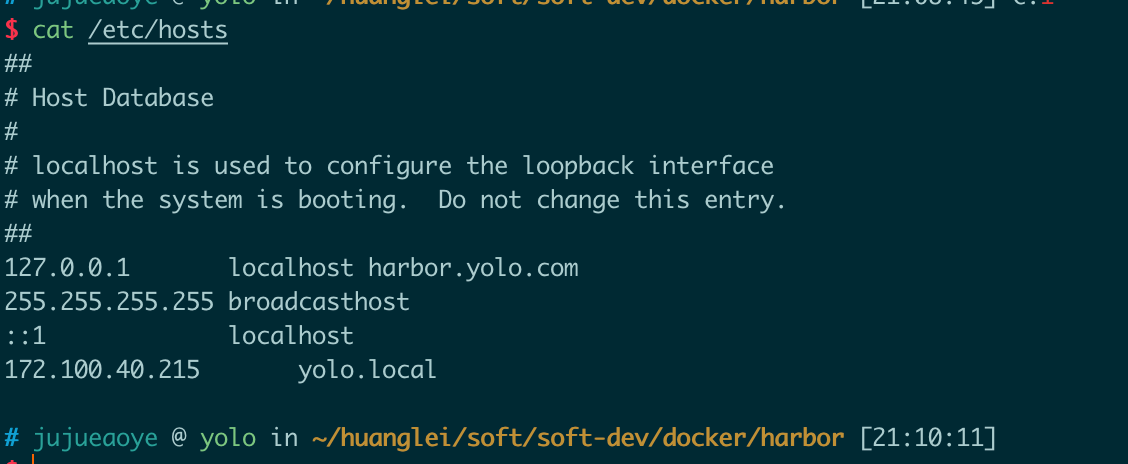 # jujueaoye @ yolo in ~/huanglei/soft/soft-dev/docker/harbor [21:08:45] C:1
$ cat /etc/hosts
##
# Host Database
#
# localhost is used to configure the loopback interface
# when the system is booting.  Do not change this entry.
##
127.0.0.1       localhost harbor.yolo.com
255.255.255.255 broadcasthost
::1             localhost
172.100.40.215       yolo.local
# jujueaoye @ yolo in ~/huanglei/soft/soft-dev/docker/harbor [21:10:11]
$